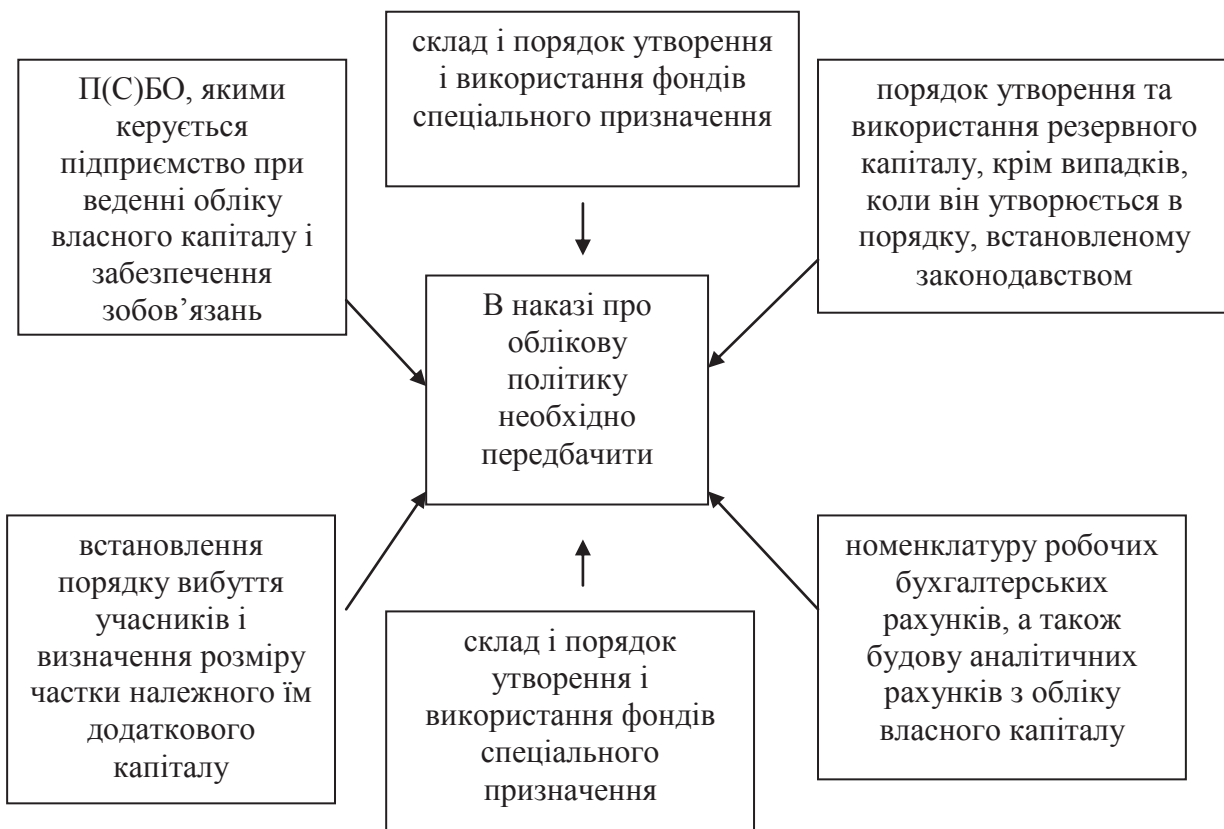 склад і порядок утворення
і використання фондів
спеціального призначення
П(С)БО, якими
керується
підприємство при
веденні обліку
власного капіталу і
забезпечення
зобов’язань
порядок утворення та
використання резервного
капіталу, крім випадків,
коли він утворюється в
порядку, встановленому
законодавством
В наказі про
облікову
політику
необхідно
передбачити
встановлення
порядку вибуття
учасників і
визначення розміру
частки належного їм
додаткового
капіталу
склад і порядок
утворення і
використання фондів
спеціального
призначення
номенклатуру робочих
бухгалтерських
рахунків, а також
будову аналітичних
рахунків з обліку
власного капіталу